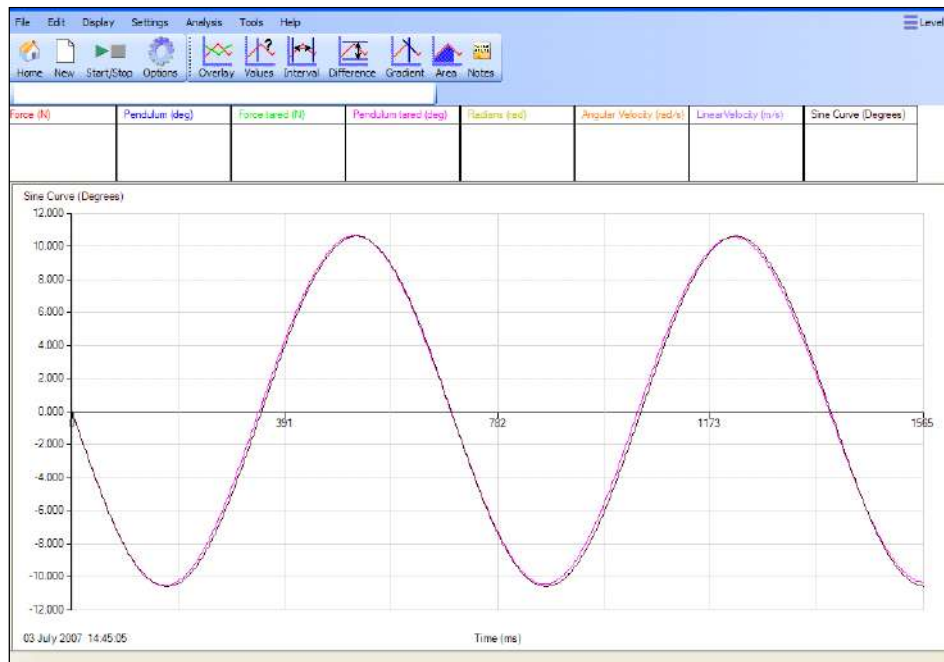 File Edit Display Settings Analysis Tools Help
Level
Home New Start/Stop Options Overlay Values Interval Difference Gradient Area Notes
Force (N) Pendulum (deg) Force tared (N) Pendulum tared (deg) Radians (rad) Angular Velocity (rad/s) Linear Velocity (m/s) Sine Curve (Degrees)
Sine Curve (Degrees)
12.000
10.000
8.000
6.000
4.000
2.000
0.000
0 391 782 1173 1565
-2.000
-4.000
-6.000
-8.000
-10.000
-12.000
03 July 2007 14:45:05 Time (ms)